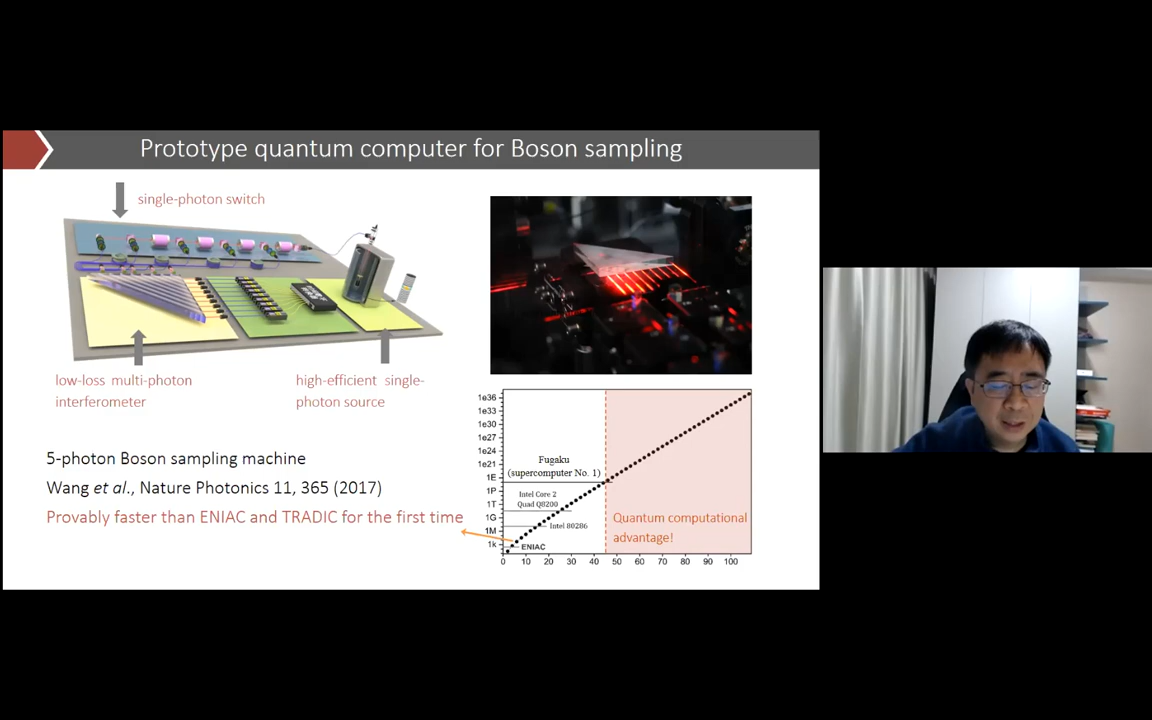 Prototype quantum computer for Boson sampling
single-photon switch
low-loss multi-photon
interferometer
high-efficient single-
photon source
5-photon Boson sampling machine
Wang et al., Nature Photonics 11, 365 (2017)
Provably faster than ENIAC and TRADIC for the first time
1e36
1e33
1e30
1e27
1e24
1e21
1E
1P
1T
1G
1M
1k
Fugaku
(supercomputer No. 1)
Intel Core 2
Quad Q8200
Intel 80286
ENIAC
Quantum computational
advantage!
0 10 20 30 40 50 60 70 80 90 100